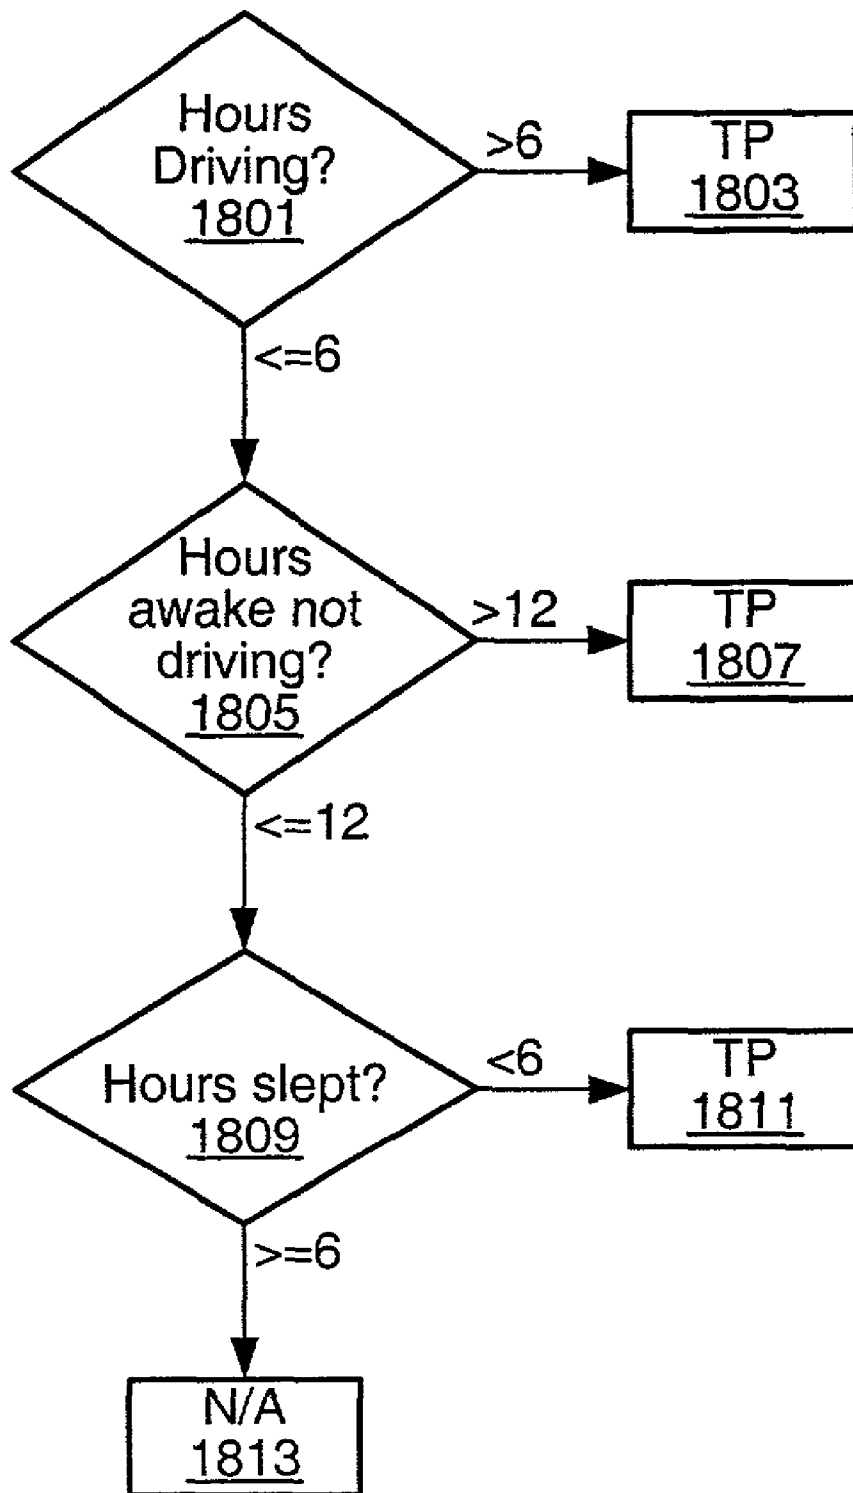 Hours
Driving?
1801
>6
TP
1803
<=6
Hours
awake not
driving?
1805
>12
TP
1807
<=12
Hours slept?
1809
<6
TP
1811
>=6
N/A
1813